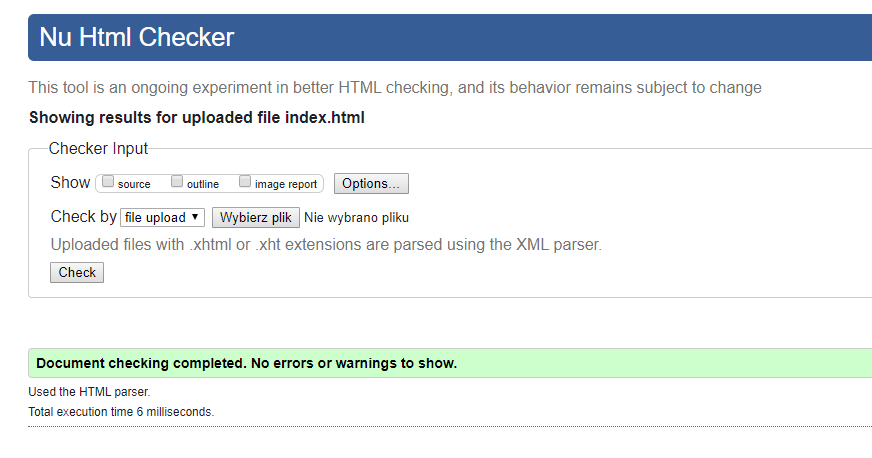 Nu Html Checker
This tool is an ongoing experiment in better HTML checking, and its behavior remains subject to change
Showing results for uploaded file index.html
Checker Input
Show source outline image report Options...
Check by file upload Wybierz plik Nie wybrano pliku
Uploaded files with .xhtml or .xht extensions are parsed using the XML parser.
Check
Document checking completed. No errors or warnings to show.
Used the HTML parser.
Total execution time 6 milliseconds.